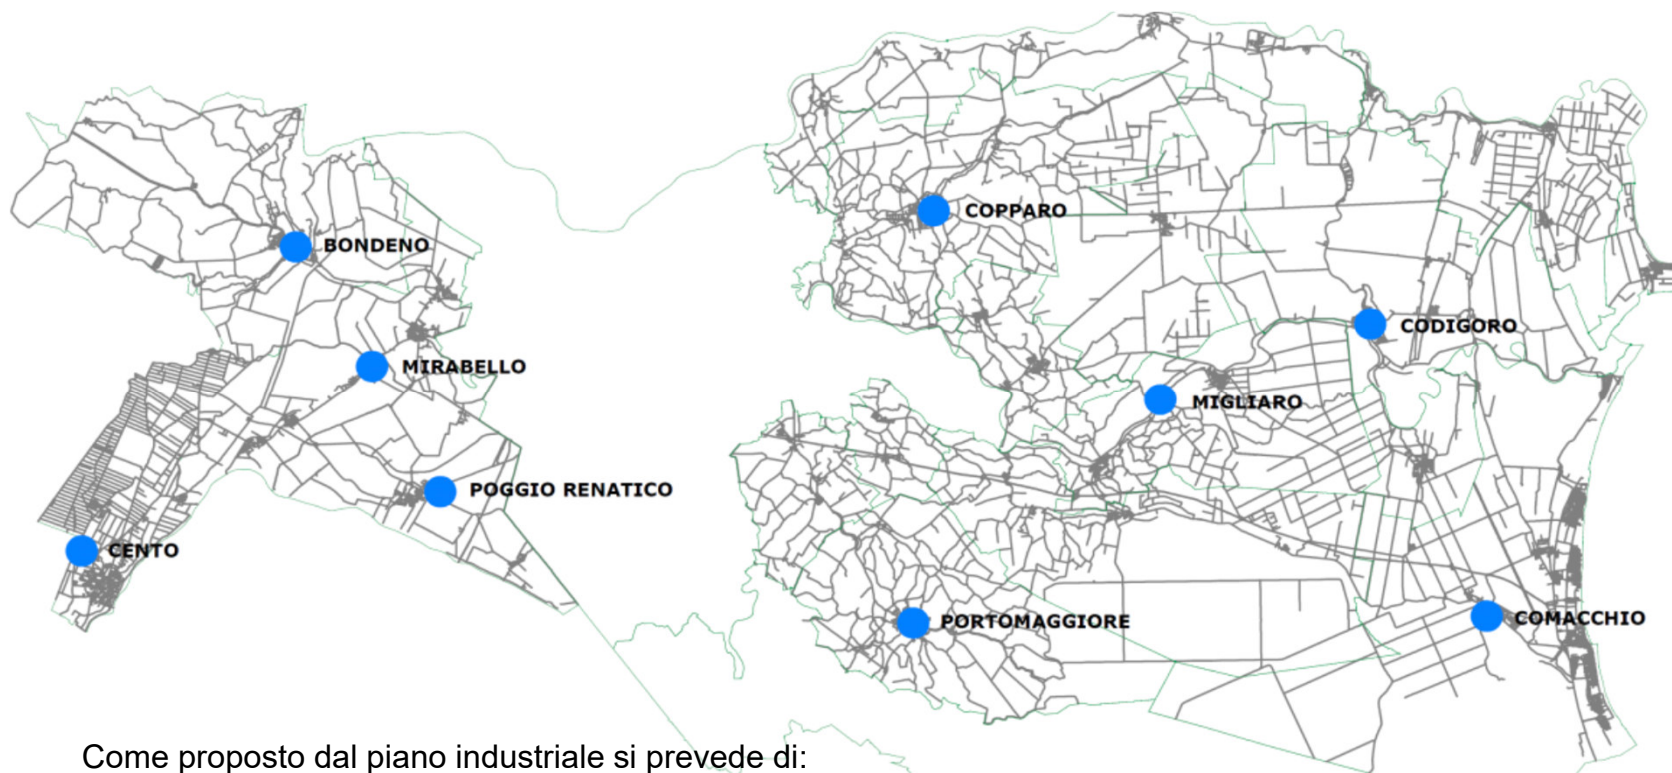 COPPARO
BONDENO
CODIGORO
MIRABELLO
MIGLIARO
POGGIO RENATICO
CENTO
PORTOMAGGIORE
COMACCHIO
Come proposto dal piano industriale si prevede di: